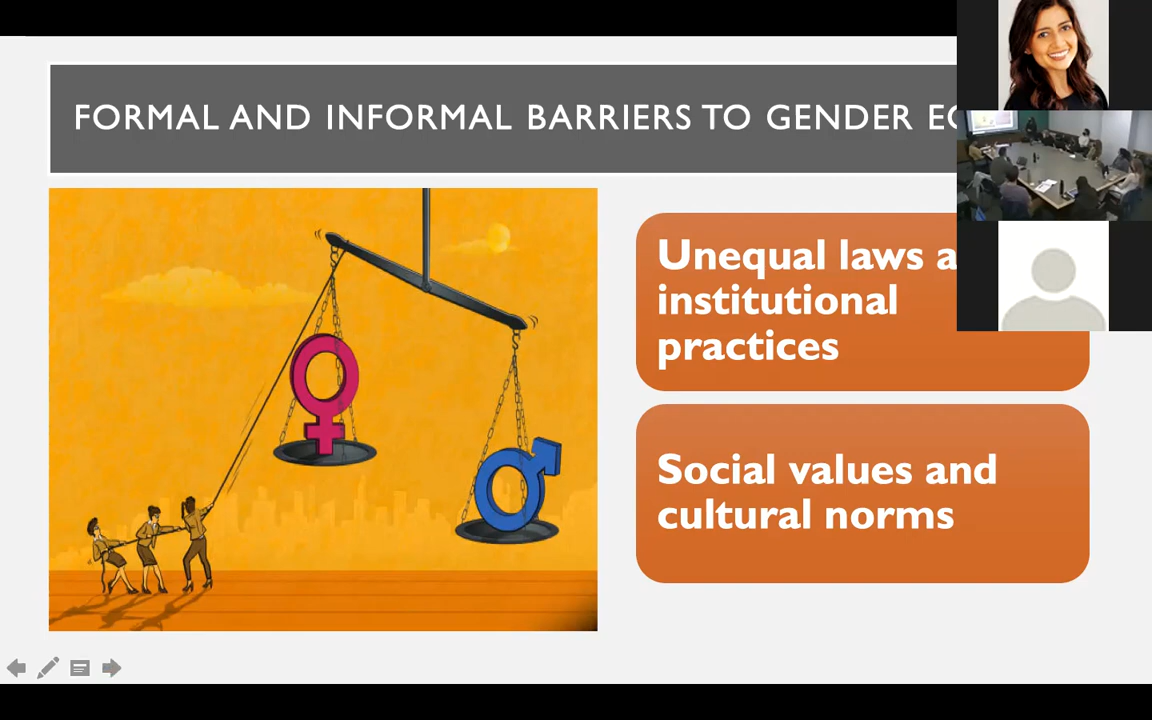 FORMAL AND INFORMAL BARRIERS TO GENDER
Unequal laws
institutional
practices
Social values and
cultural norms